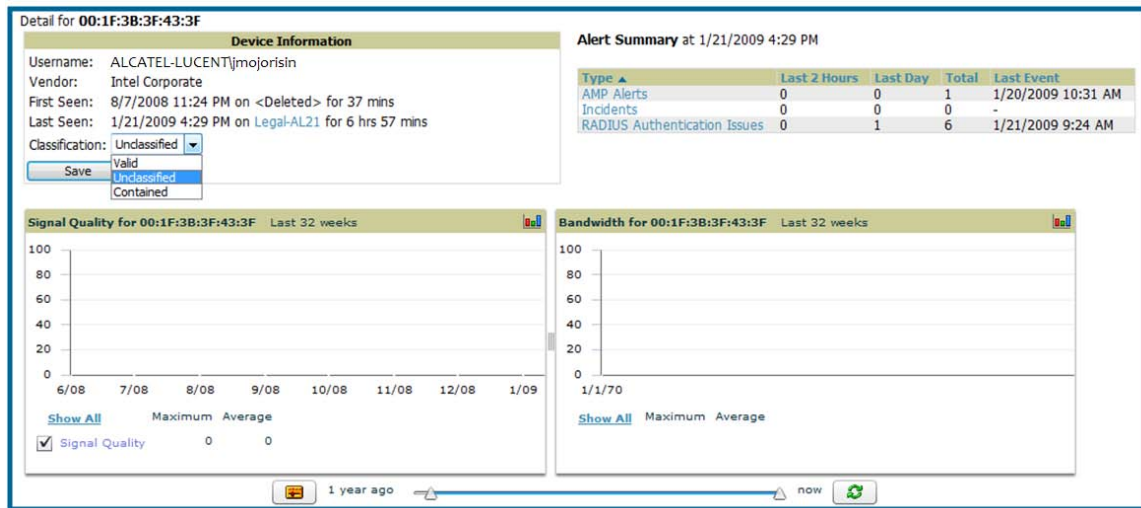 Detail for 00:1F:3B:3F:43:3F
Device Information
Username: ALCATEL-LUCENT\jmojorisin
Vendor: Intel Corporate
First Seen: 8/7/2008 11:24 PM on <Deleted> for 37 mins
Last Seen: 1/21/2009 4:29 PM on Legal-AL21 for 6 hrs 57 mins
Classification: Unclassified
Valid
Unclassified
Contained
Save
Alert Summary at 1/21/2009 4:29 PM
Type Last 2 Hours Last Day Total Last Event
AMP Alerts 0 0 1 1/20/2009 10:31 AM
Incidents 0 0 0 -
RADIUS Authentication Issues 0 1 6 1/21/2009 9:24 AM
Signal Quality for 00:1F:3B:3F:43:3F Last 32 weeks
100
80
60
40
20
0
6/08 7/08 8/08 9/08 10/08 11/08 12/08 1/09
Show All Maximum Average
Signal Quality 0 0
Bandwidth for 00:1F:3B:3F:43:3F Last 32 weeks
100
80
60
40
20
0
1/1/70
Show All Maximum Average
1 year ago now